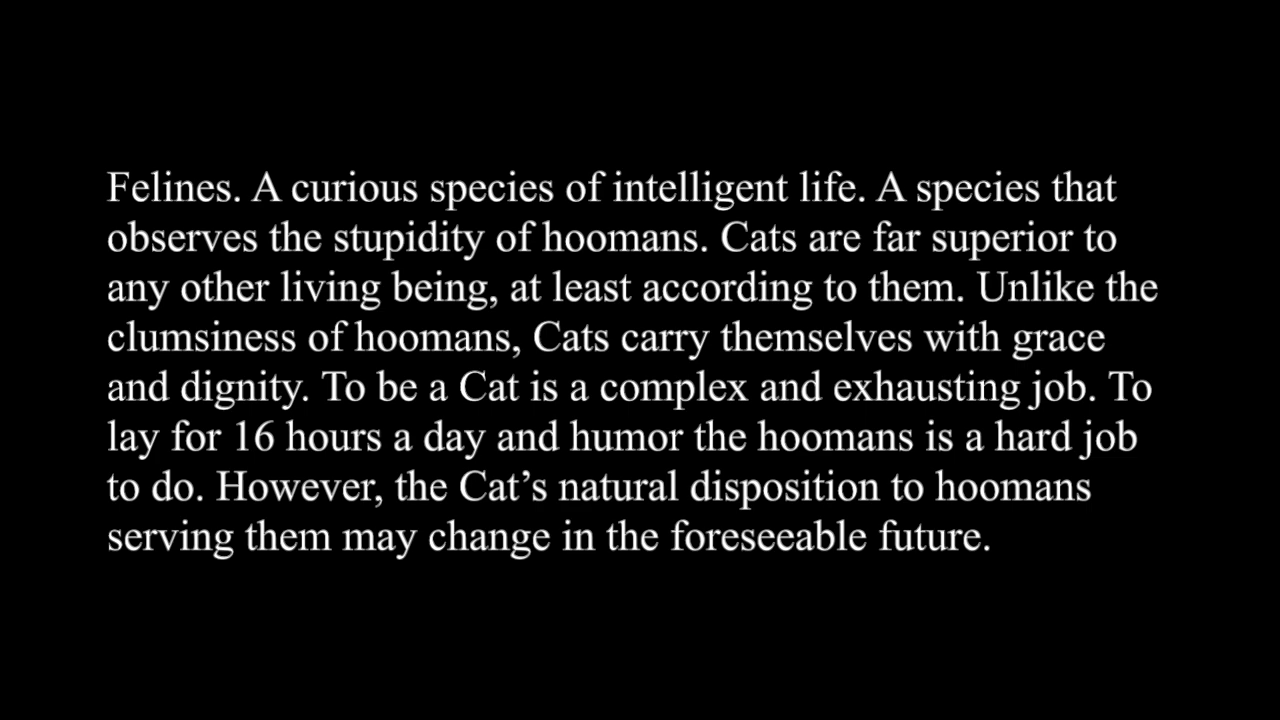 Felines. A curious species of intelligent life. A species that
observes the stupidity of hoomans. Cats are far superior to
any other living being, at least according to them. Unlike the
clumsiness of hoomans, Cats carry themselves with grace
and dignity. To be a Cat is a complex and exhausting job. To
lay for 16 hours a day and humor the hoomans is a hard job
to do. However, the Cat’s natural disposition to hoomans
serving them may change in the foreseeable future.